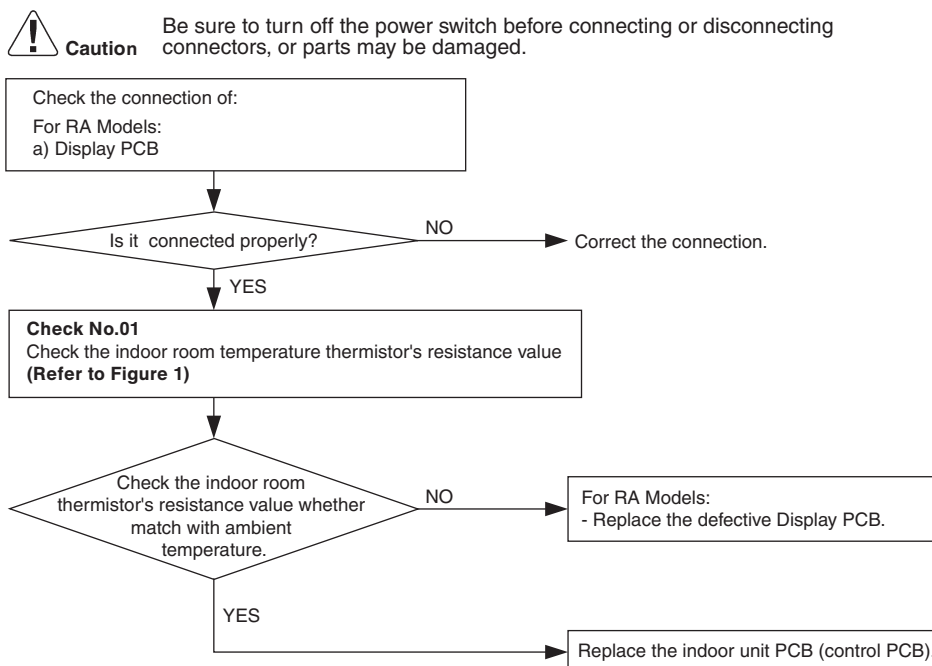 Caution
Be sure to turn off the power switch before connecting or disconnecting
connectors, or parts may be damaged.
Check the connection of:
For RA Models:
a) Display PCB
Is it connected properly?
NO
Correct the connection.
YES
Check No.01
Check the indoor room temperature thermistor's resistance value
(Refer to Figure 1)
Check the indoor room
thermistor's resistance value whether
match with ambient
temperature.
NO
For RA Models:
- Replace the defective Display PCB.
YES
Replace the indoor unit PCB (control PCB).